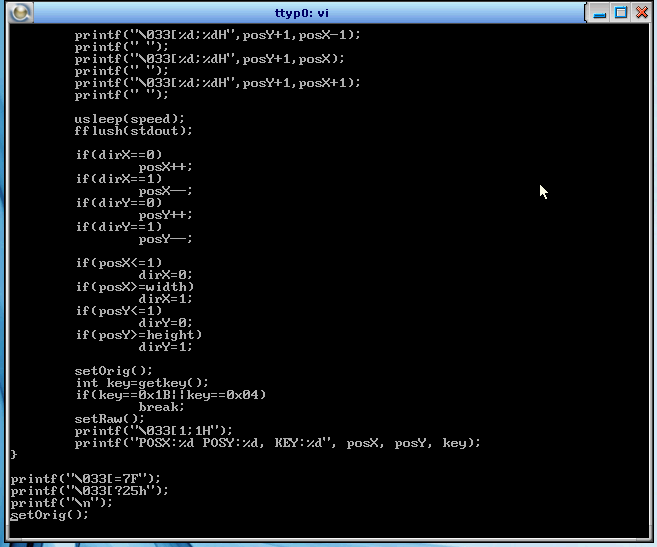 ttyp0: vi
printf("\033[%d;%dH",posY+1,posX-1);
printf(" ");
printf("\033[%d;%dH",posY+1,posX);
printf(" ");
printf("\033[%d;%dH",posY+1,posX+1);
printf(" ");
usleep(speed);
fflush(stdout);
if(dirX==0)
posX++;
if(dirX==1)
posX--;
if(dirY==0)
posY++;
if(dirY==1)
posY--;
if(posX<=1)
dirX=0;
if(posX>=width)
dirX=1;
if(posY<=1)
dirY=0;
if(posY>=height)
dirY=1;
setOrig();
int key=getkey();
if(key==0x1B||key==0x04)
break;
setRaw();
printf("\033[1;1H");
printf("POSX:%d POSY:%d, KEY:%d", posX, posY, key);
}
printf("\033[=7F");
printf("\033[?25h");
printf("\n");
setOrig();